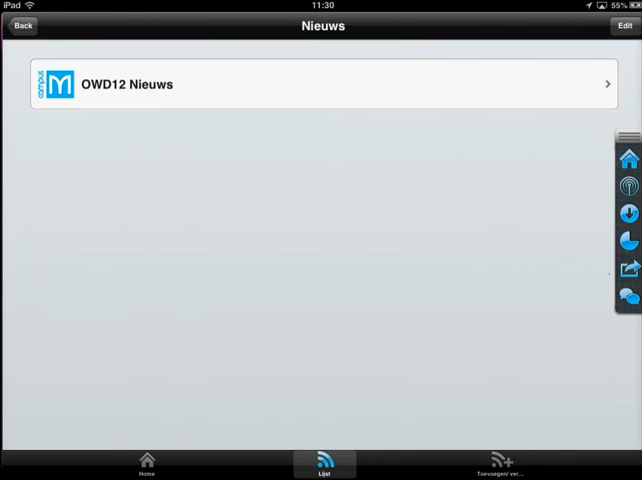 iPad
11:30
55%
Back
Nieuws
Edit
campus M
OWD12 Nieuws
Home
Lijst
Toevoegen/ ver...